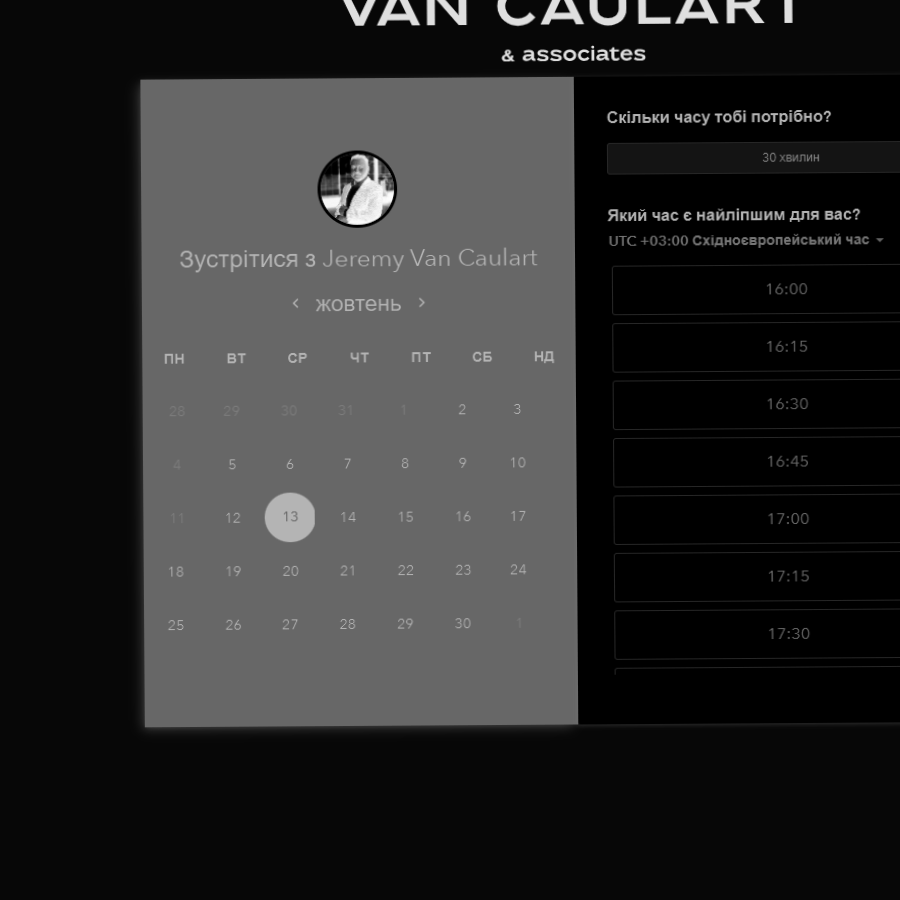 VAN CAULART
& associates
Зустрітися з Jeremy Van Caulart
жовтень
ПН ВТ СР ЧТ ПТ СБ НД
28 29 30 31 1 2 3
4 5 6 7 8 9 10
11 12 13 14 15 16 17
18 19 20 21 22 23 24
25 26 27 28 29 30 1
Скільки часу тобі потрібно?
30 хвилин
Який час є найліпшим для вас?
UTC +03:00 Східноєвропейський час
16:00
16:15
16:30
16:45
17:00
17:15
17:30